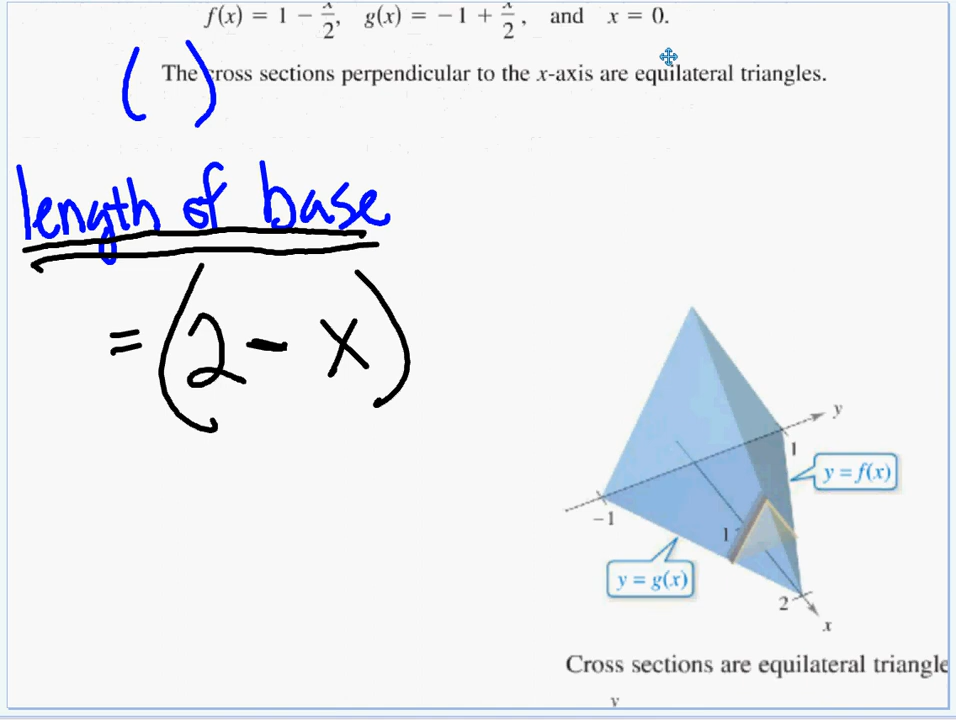 f(x) = 1 − x/2, g(x) = −1 + x/2, and x = 0.
The cross sections perpendicular to the x-axis are equilateral triangles.
( )
length of base
= (2 - x)
y
1
y = f(x)
−1
1
y = g(x)
2
x
Cross sections are equilateral triangle
y